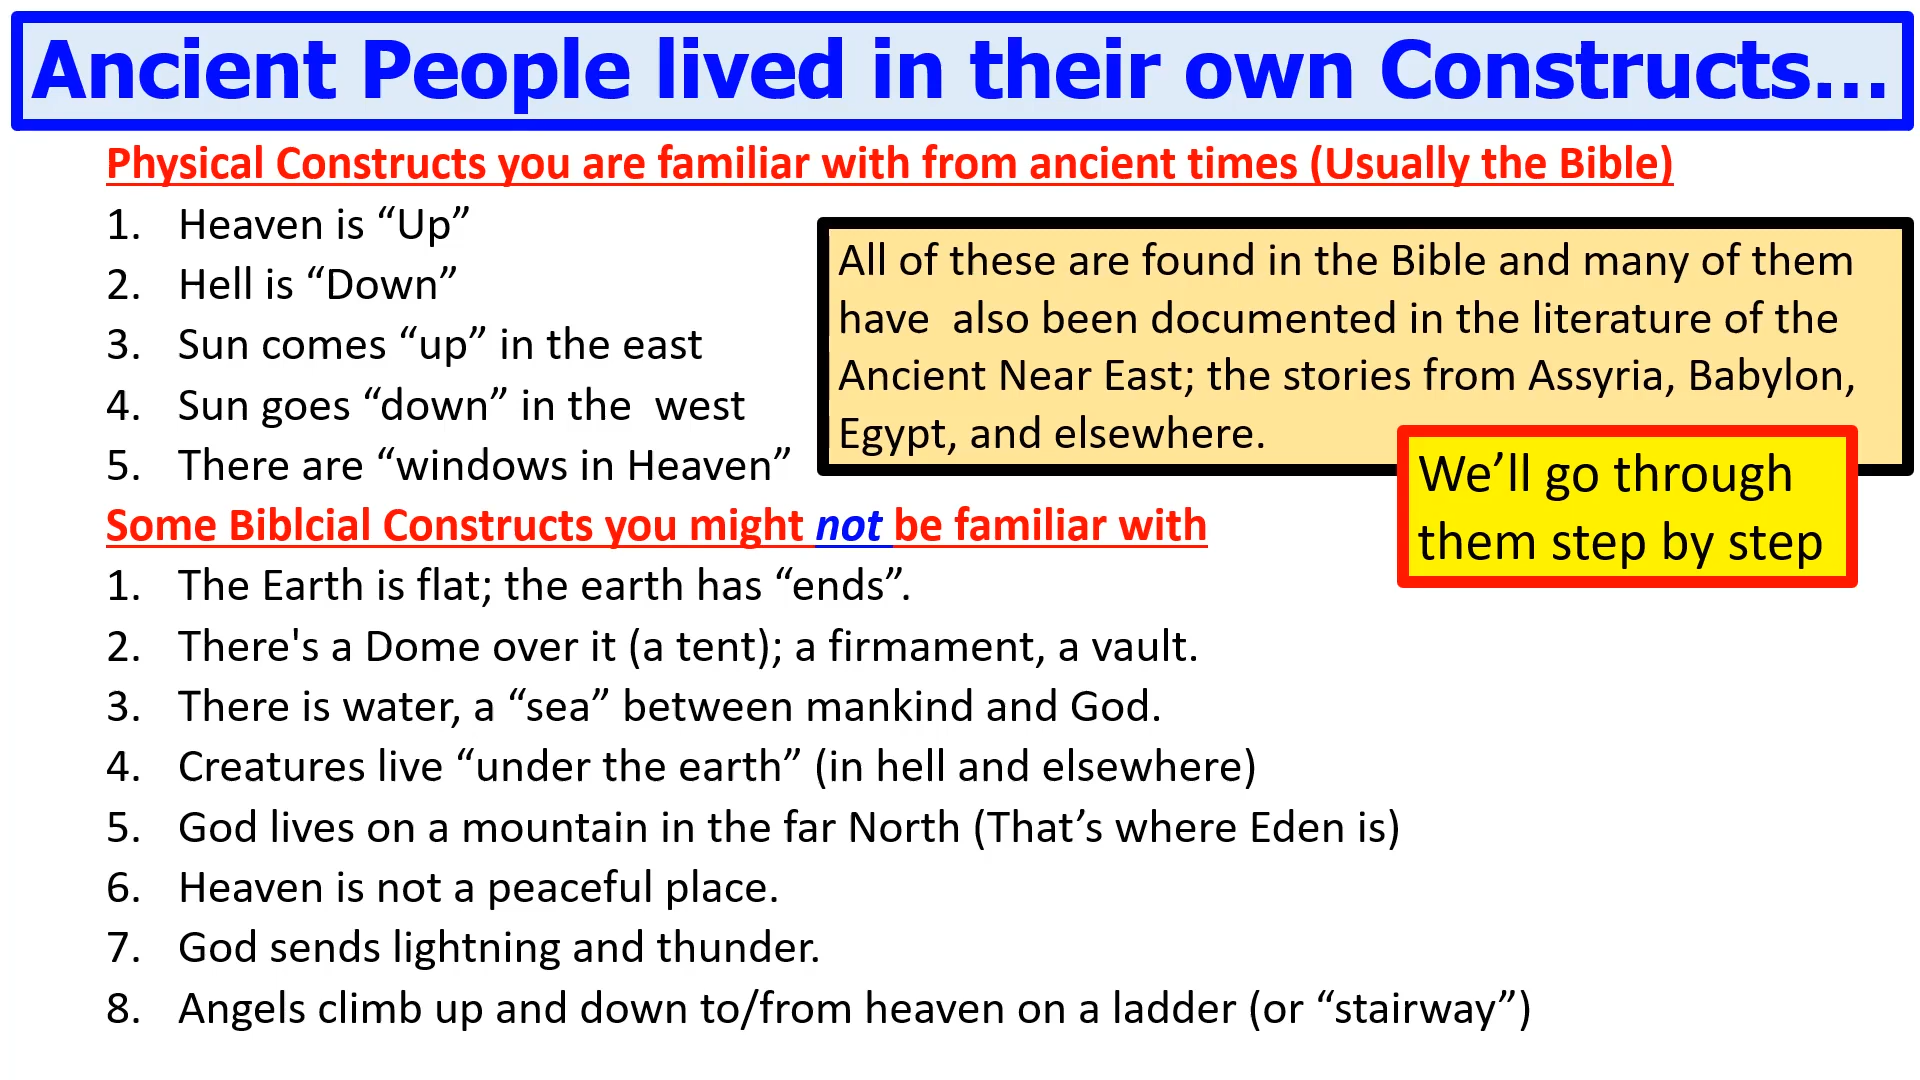 Ancient People lived in their own Constructs...
Physical Constructs you are familiar with from ancient times (Usually the Bible)
1. Heaven is “Up”
2. Hell is “Down”
3. Sun comes “up” in the east
4. Sun goes “down” in the  west
5. There are “windows in Heaven”
All of these are found in the Bible and many of them
have  also been documented in the literature of the
Ancient Near East; the stories from Assyria, Babylon,
Egypt, and elsewhere.
We’ll go through
them step by step
Some Biblcial Constructs you might not be familiar with
1. The Earth is flat; the earth has “ends”.
2. There's a Dome over it (a tent); a firmament, a vault.
3. There is water, a “sea” between mankind and God.
4. Creatures live “under the earth” (in hell and elsewhere)
5. God lives on a mountain in the far North (That’s where Eden is)
6. Heaven is not a peaceful place.
7. God sends lightning and thunder.
8. Angels climb up and down to/from heaven on a ladder (or “stairway”)